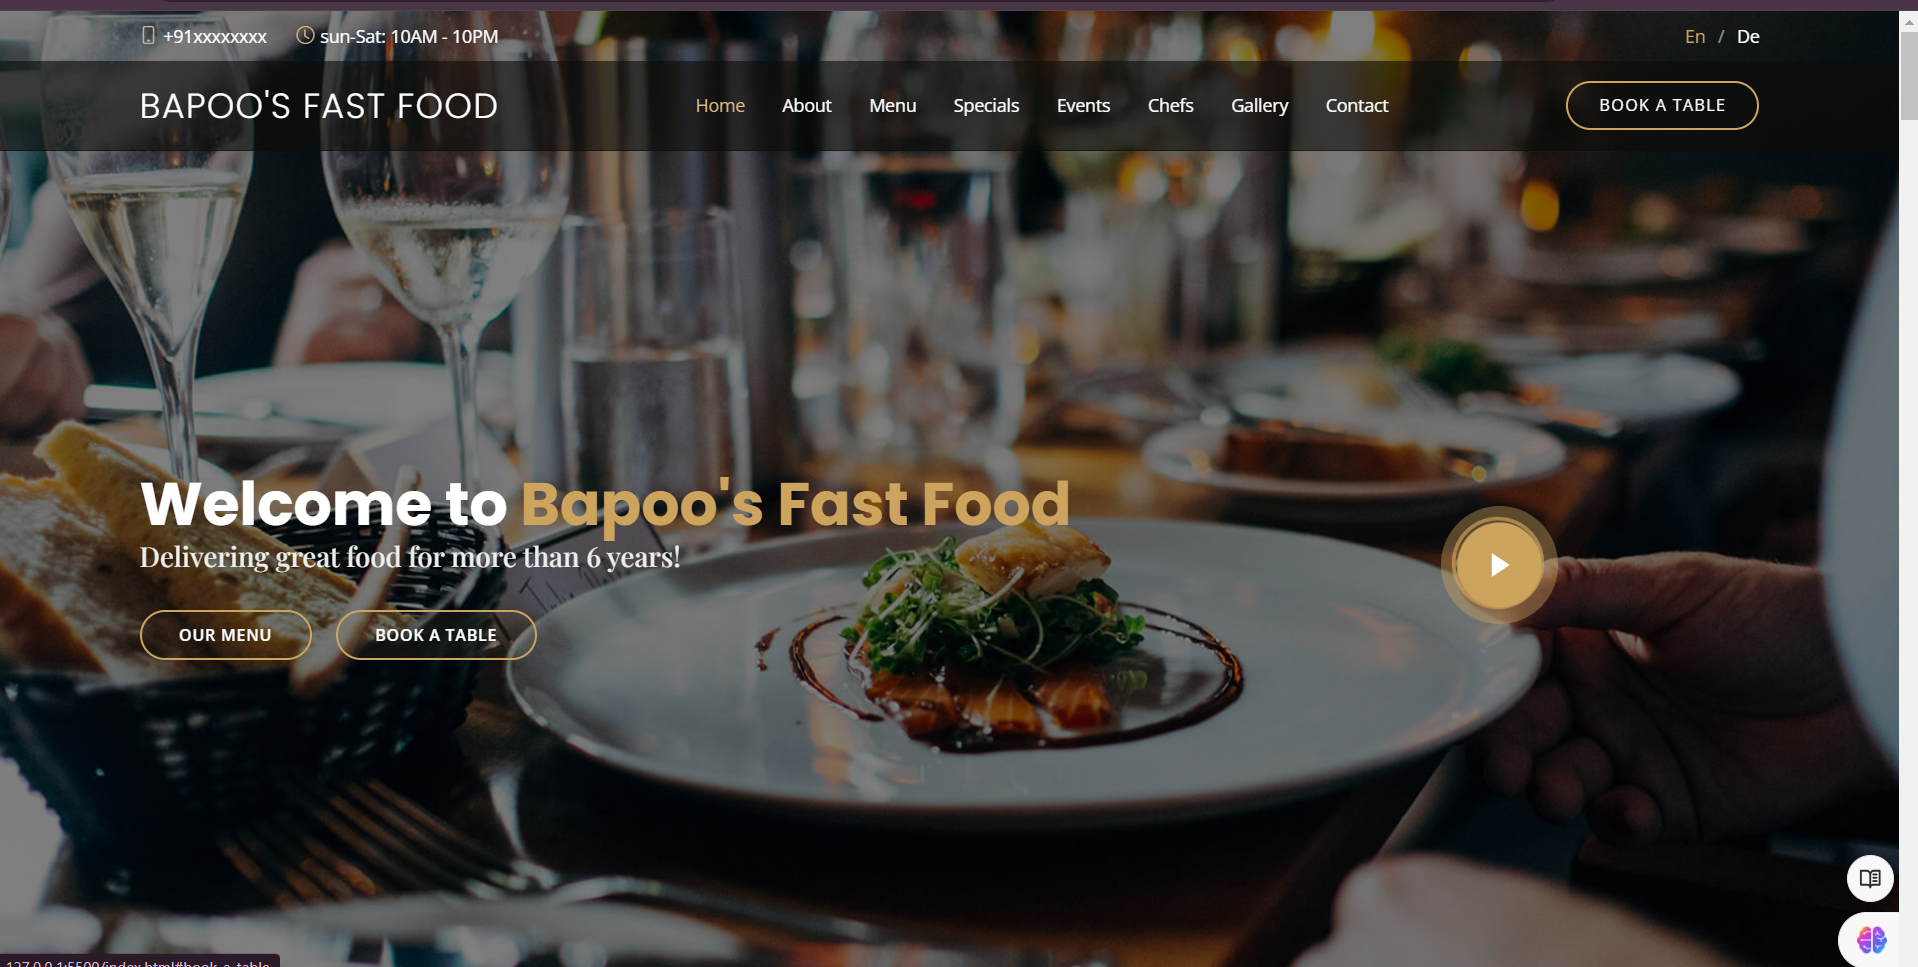 +91xxxxxxxx sun-Sat: 10AM - 10PM En / De
BAPOO'S FAST FOOD Home About Menu Specials Events Chefs Gallery Contact BOOK A TABLE
Welcome to Bapoo's Fast Food
Delivering great food for more than 6 years!
OUR MENU BOOK A TABLE
127.0.0.1:5500/index.html#book-a-table